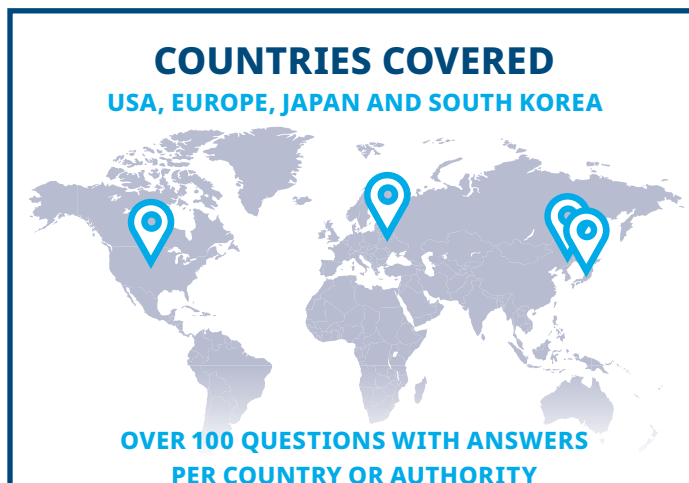 COUNTRIES COVERED
USA, EUROPE, JAPAN AND SOUTH KOREA
OVER 100 QUESTIONS WITH ANSWERS
PER COUNTRY OR AUTHORITY